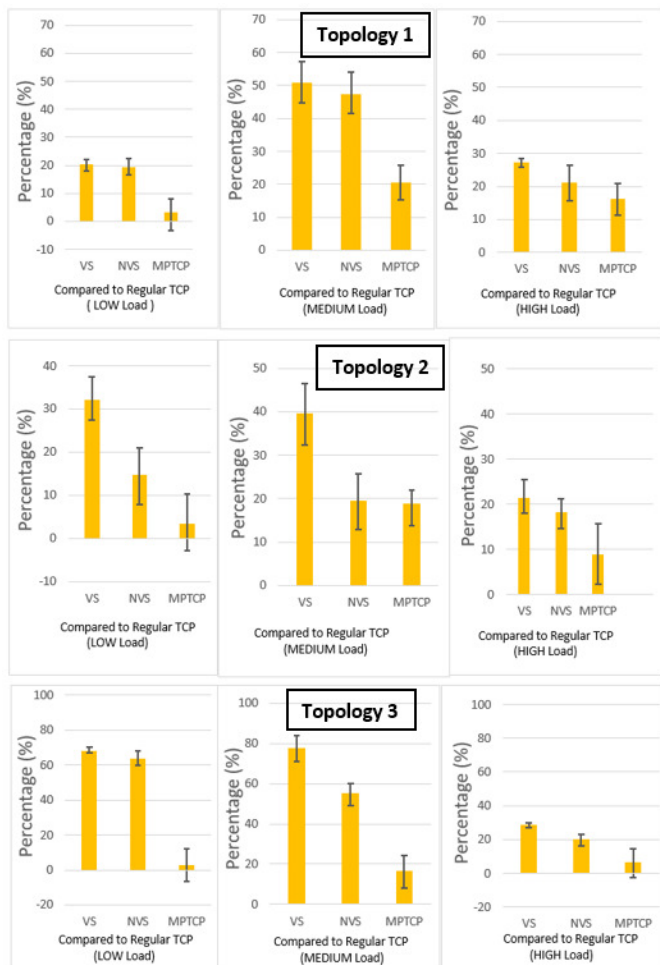 Topology 1
Percentage (%)
70
60
50
40
30
20
10
0
-10
VS NVS MPTCP
Compared to Regular TCP
( LOW Load )
Percentage (%)
70
60
50
40
30
20
10
0
VS NVS MPTCP
Compared to Regular TCP
(MEDIUM Load)
Percentage (%)
70
60
50
40
30
20
10
0
VS NVS MPTCP
Compared to Regular TCP
(HIGH Load)
Topology 2
Percentage (%)
40
30
20
10
0
-10
VS NVS MPTCP
Compared to Regular TCP
(LOW Load)
Percentage (%)
50
40
30
20
10
0
VS NVS MPTCP
Compared to Regular TCP
(MEDIUM Load)
Percentage (%)
50
40
30
20
10
0
VS NVS MPTCP
Compared to Regular TCP
(HIGH Load)
Topology 3
Percentage (%)
100
80
60
40
20
0
-20
VS NVS MPTCP
Compared to Regular TCP
(LOW Load)
Percentage (%)
100
80
60
40
20
0
VS NVS MPTCP
Compared to Regular TCP
(MEDIUM Load)
Percentage (%)
100
80
60
40
20
0
-20
VS NVS MPTCP
Compared to Regular TCP
(HIGH Load)